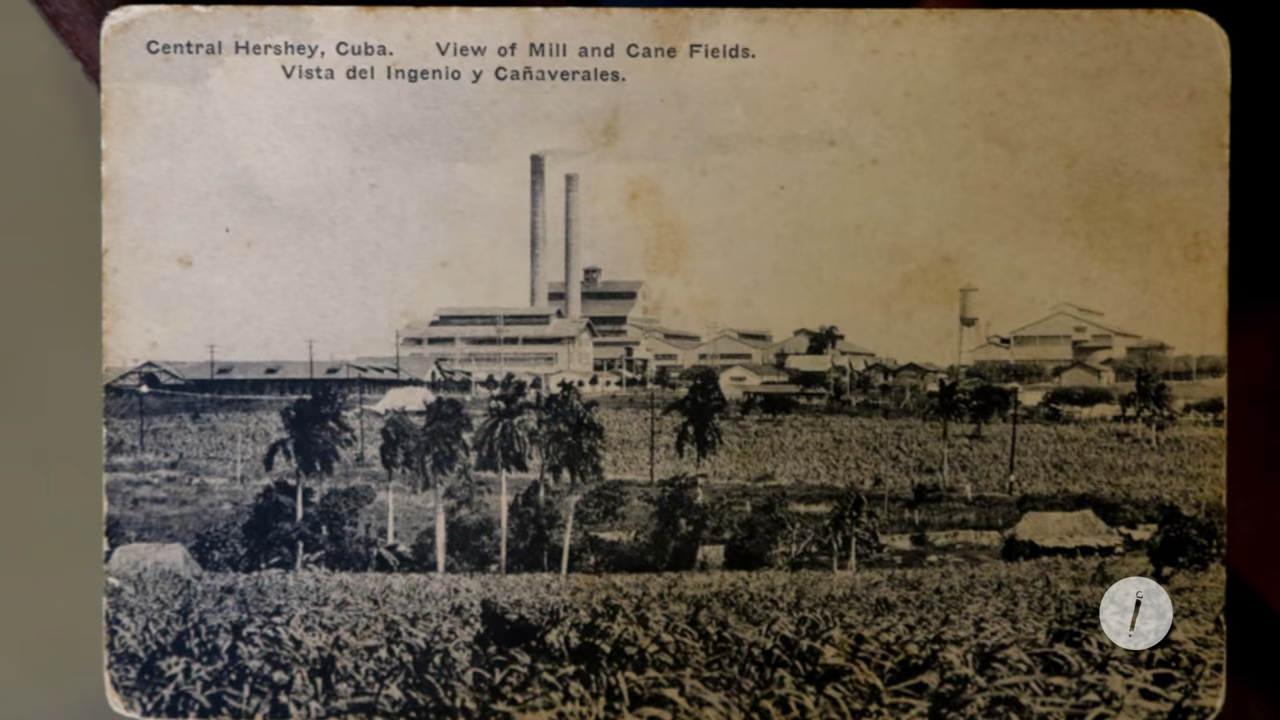 Central Hershey, Cuba. View of Mill and Cane Fields.
Vista del Ingenio y Cañaverales.